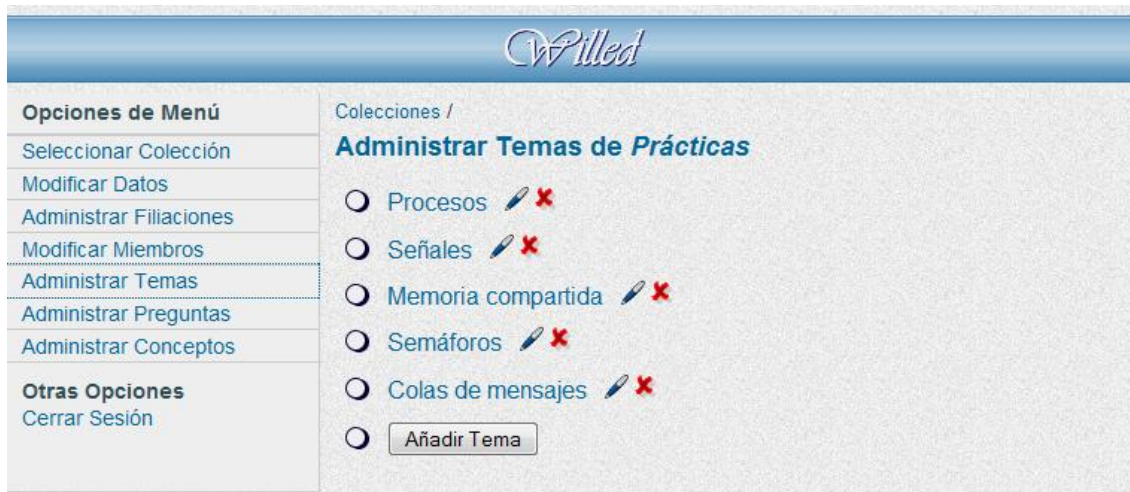 Willed
Opciones de Menú
Seleccionar Colección
Modificar Datos
Administrar Filiaciones
Modificar Miembros
Administrar Temas
Administrar Preguntas
Administrar Conceptos
Otras Opciones
Cerrar Sesión
Colecciones /
Administrar Temas de Prácticas
Procesos
Señales
Memoria compartida
Semáforos
Colas de mensajes
Añadir Tema